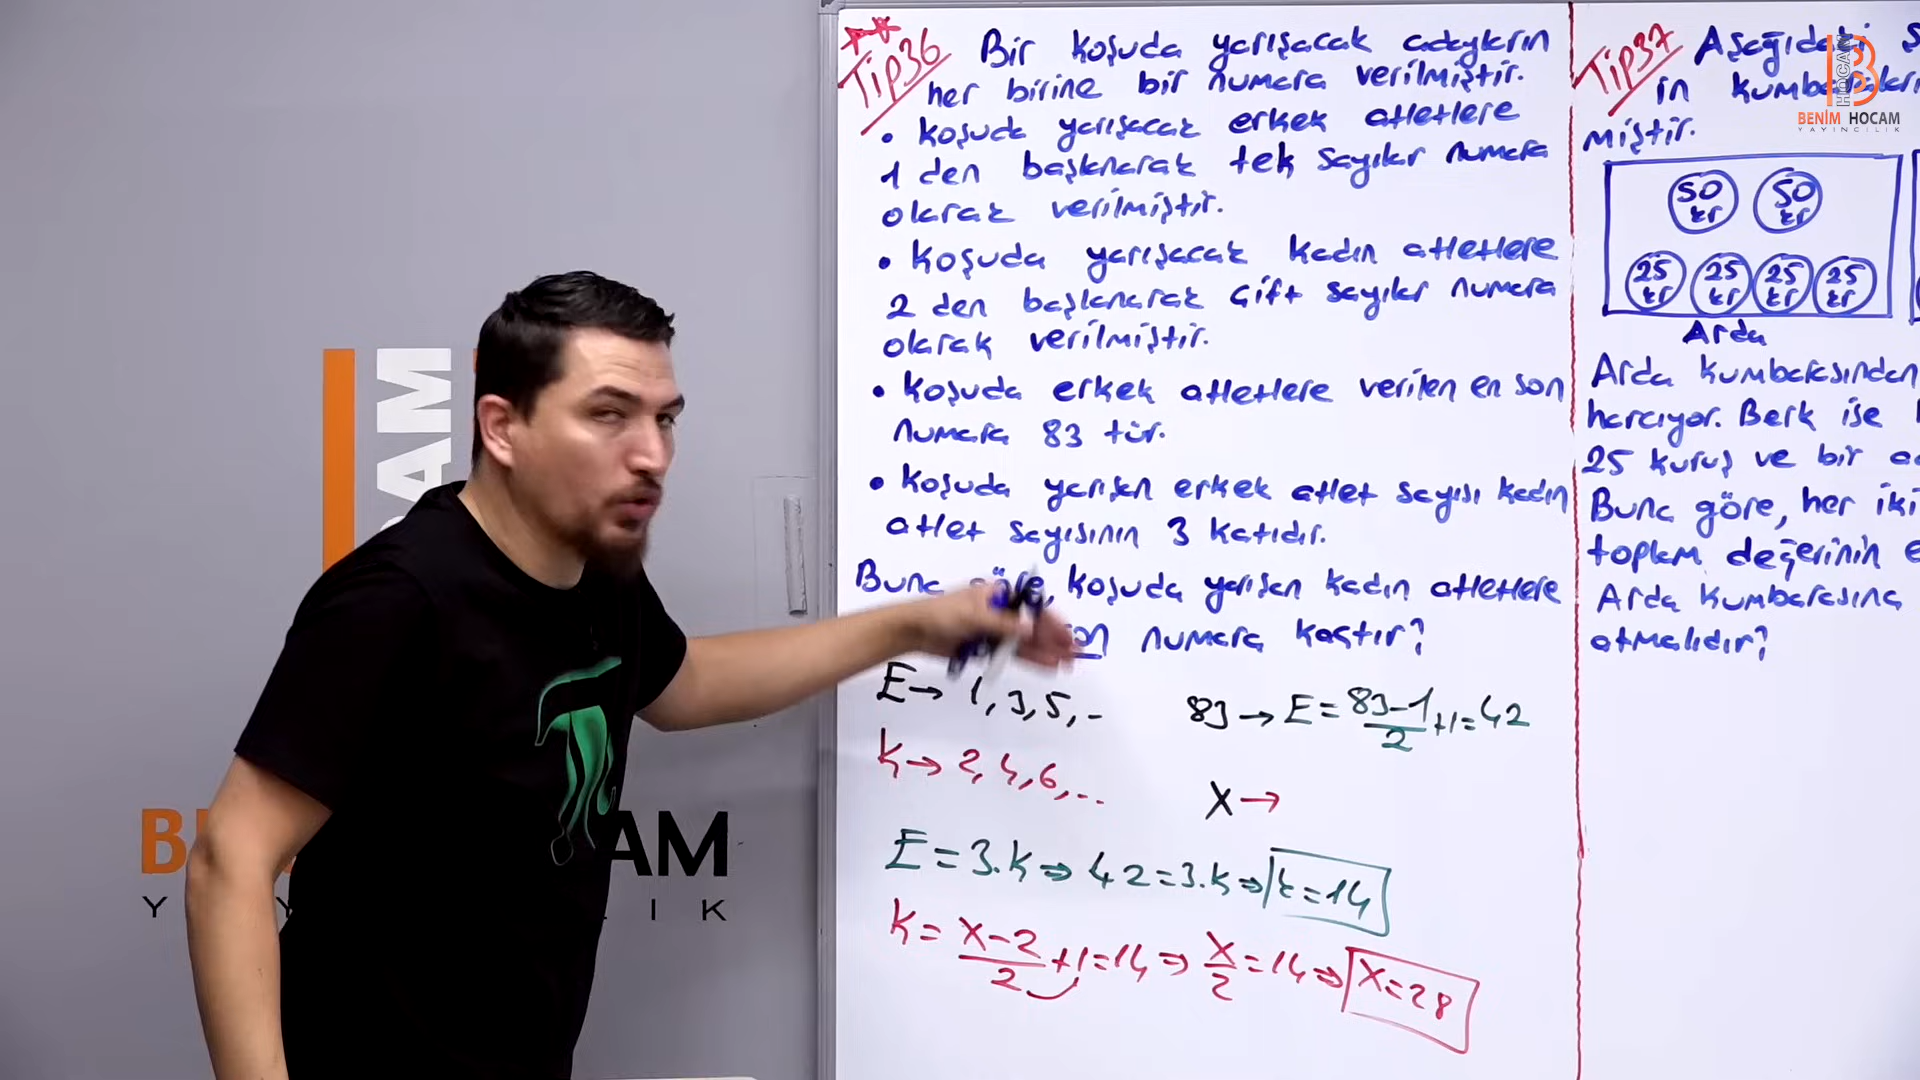 Tip36 Bir koşuda yarışacak adayların
her birine bir numara verilmiştir.
• Koşuda yarışacak erkek atletlere
1 den başlanarak tek sayılar numara
olarak verilmiştir.
• Koşuda yarışacak kadın atletlere
2 den başlanarak çift sayılar numara
olarak verilmiştir.
• Koşuda erkek atletlere verilen en son
numara 83 tür.
• Koşuda yarışan erkek atlet sayısı kadın
atlet sayısının 3 katıdır.
Buna göre, koşuda yarışan kadın atletlere
son numara kaçtır?
E→ 1, 3, 5, .. 83 → E = 83-1/2 +1 = 42
K→ 2, 4, 6, ... X →
E = 3.K ⇒ 42 = 3.K ⇒ K = 14
K = X-2/2 +1 = 14 ⇒ X/2 = 14 ⇒ X = 28
Tip37 Aşağıdaki Ş
in
miştir.
50 kr 50 kr
25 kr 25 kr 25 kr 25 kr
Arda
Arda kumbarasından
harcıyor. Berk ise
25 kuruş ve bir
Buna göre, her iki
toplam değerinin e
Arda kumbarasına
atmalıdır?
B HOCAM
BENİM HOCAM
YAYINCILIK
AM
B AM
Y Y L I K